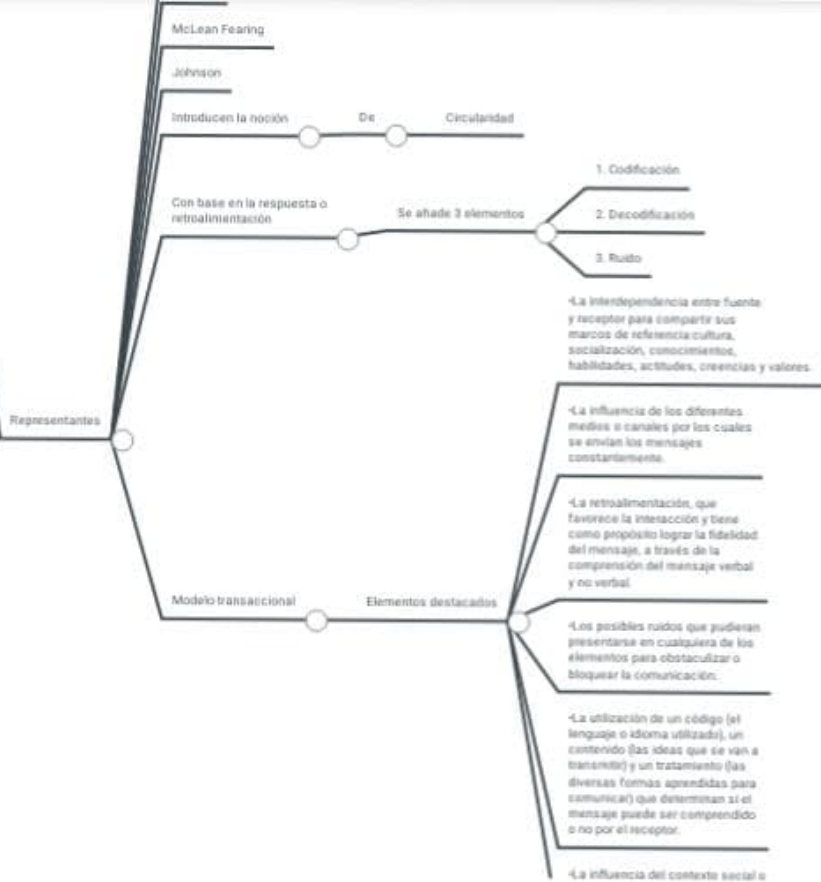 McLean Fearing
Johnson
Introducen la noción
De
Circularidad
Con base en la respuesta o
retroalimentación
Se añade 3 elementos
1. Codificación
2. Decodificación
3. Ruido
Representantes
Modelo transaccional
Elementos destacados
•La interdependencia entre fuente
y receptor para compartir sus
marcos de referencia:cultura,
socialización, conocimientos,
habilidades, actitudes, creencias y valores.
•La influencia de los diferentes
medios o canales por los cuales
se envían los mensajes
constantemente.
•La retroalimentación, que
favorece la interacción y tiene
como propósito lograr la fidelidad
del mensaje, a través de la
comprensión del mensaje verbal
y no verbal.
•Los posibles ruidos que pudieran
presentarse en cualquiera de los
elementos para obstaculizar o
bloquear la comunicación.
•La utilización de un código (el
lenguaje o idioma utilizado), un
contenido (las ideas que se van a
transmitir) y un tratamiento (las
diversas formas aprendidas para
comunicar) que determinan si el
mensaje puede ser comprendido
o no por el receptor.
•La influencia del contexto social o